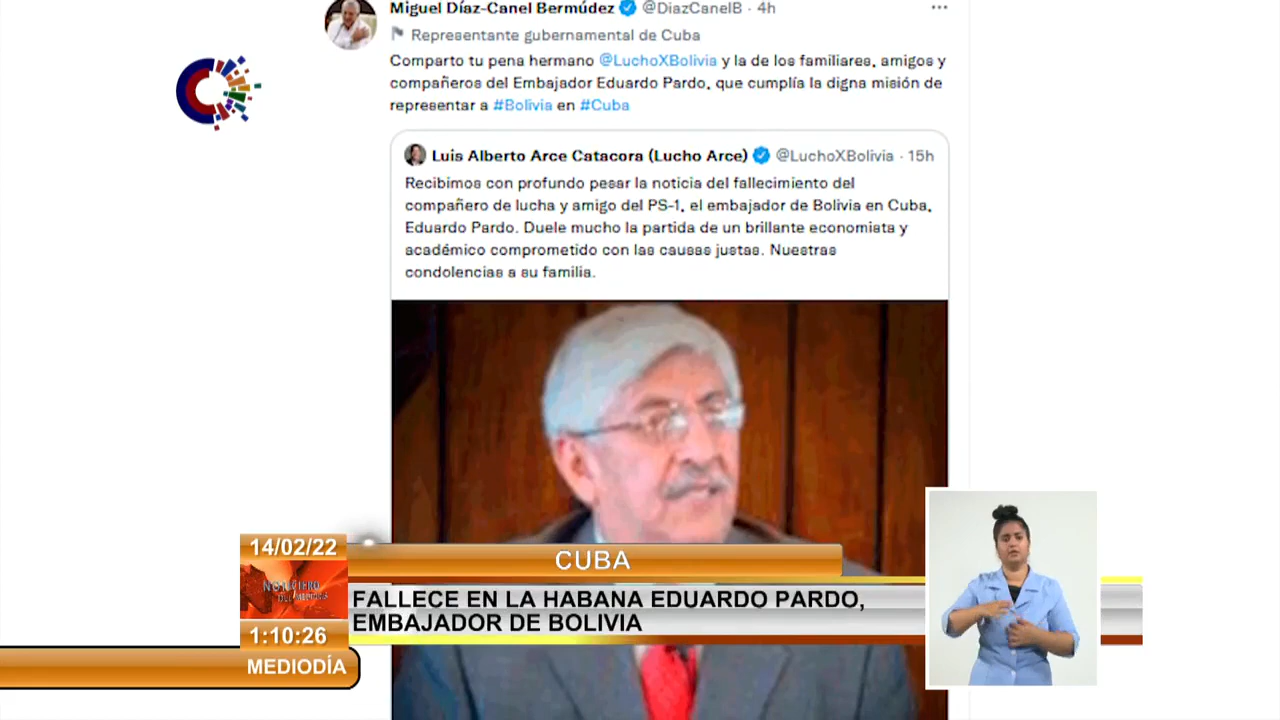 Miguel Díaz-Canel Bermúdez @DiazCanelB · 4h
Representante gubernamental de Cuba
Comparto tu pena hermano @LuchoXBolivia y la de los familiares, amigos y
compañeros del Embajador Eduardo Pardo, que cumplía la digna misión de
representar a #Bolivia en #Cuba
Luis Alberto Arce Catacora (Lucho Arce) @LuchoXBolivia · 15h
Recibimos con profundo pesar la noticia del fallecimiento del
compañero de lucha y amigo del PS-1, el embajador de Bolivia en Cuba,
Eduardo Pardo. Duele mucho la partida de un brillante economista y
académico comprometido con las causas justas. Nuestras
condolencias a su familia.
14/02/22
CUBA
NOTICIERO
FALLECE EN LA HABANA EDUARDO PARDO,
EMBAJADOR DE BOLIVIA
1:10:26
MEDIODÍA